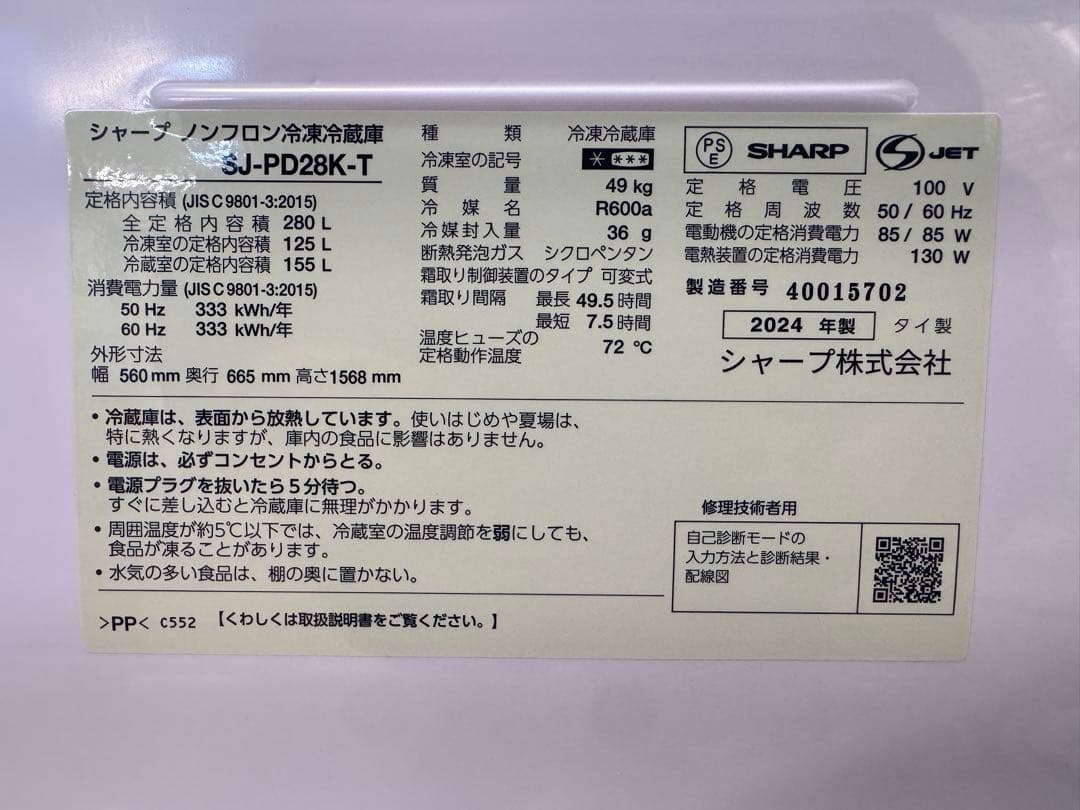 シャープ ノンフロン冷凍冷蔵庫
SJ-PD28K-T
定格内容積 (JIS C 9801-3:2015)
全定格内容積 280 L
冷凍室の定格内容積 125 L
冷蔵室の定格内容積 155 L
消費電力量 (JIS C 9801-3:2015)
50 Hz 333 kWh/年
60 Hz 333 kWh/年
外形寸法
幅 560 mm 奥行 665 mm 高さ 1568 mm
種類 冷凍冷蔵庫
冷凍室の記号 * ***
質量 49 kg
冷媒名 R600a
冷媒封入量 36 g
断熱発泡ガス シクロペンタン
霜取り制御装置のタイプ 可変式
霜取り間隔 最長 49.5 時間
最短 7.5 時間
温度ヒューズの
定格動作温度 72 ℃
PS
E
SHARP
S JET
定格電圧 100 V
定格周波数 50 / 60 Hz
電動機の定格消費電力 85 / 85 W
電熱装置の定格消費電力 130 W
製造番号 40015702
2024 年製 タイ製
シャープ株式会社
• 冷蔵庫は、表面から放熱しています。使いはじめや夏場は、
特に熱くなりますが、庫内の食品に影響はありません。
• 電源は、必ずコンセントからとる。
• 電源プラグを抜いたら5分待つ。
すぐに差し込むと冷蔵庫に無理がかかります。
• 周囲温度が約5℃以下では、冷蔵室の温度調節を弱にしても、
食品が凍ることがあります。
• 水気の多い食品は、棚の奥に置かない。
>PP< C552 【くわしくは取扱説明書をご覧ください。】
修理技術者用
自己診断モードの
入力方法と診断結果・
配線図